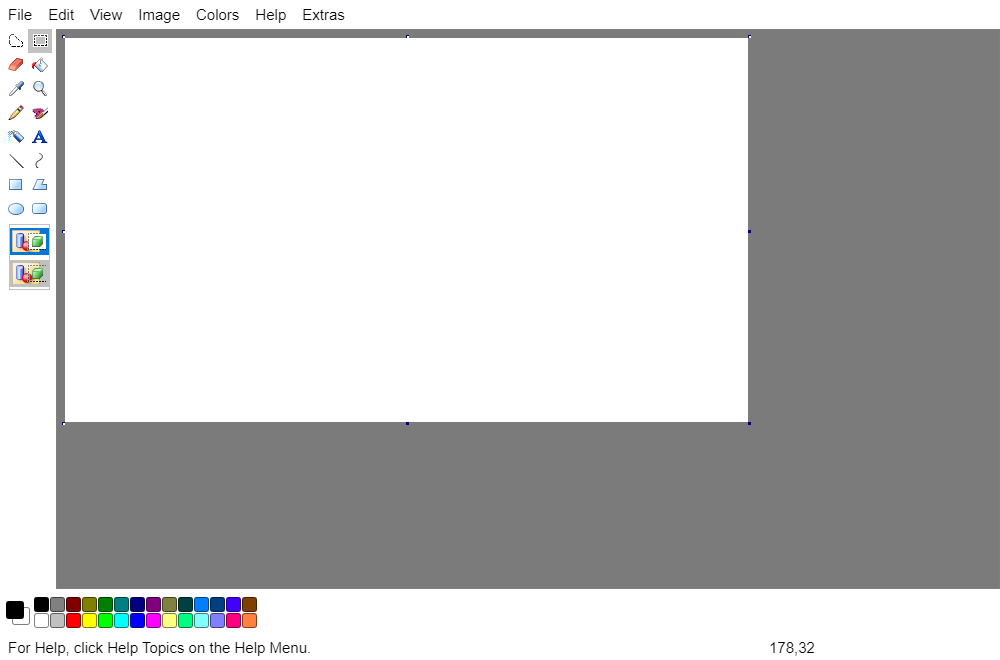 File Edit View Image Colors Help Extras
A
For Help, click Help Topics on the Help Menu. 178,32